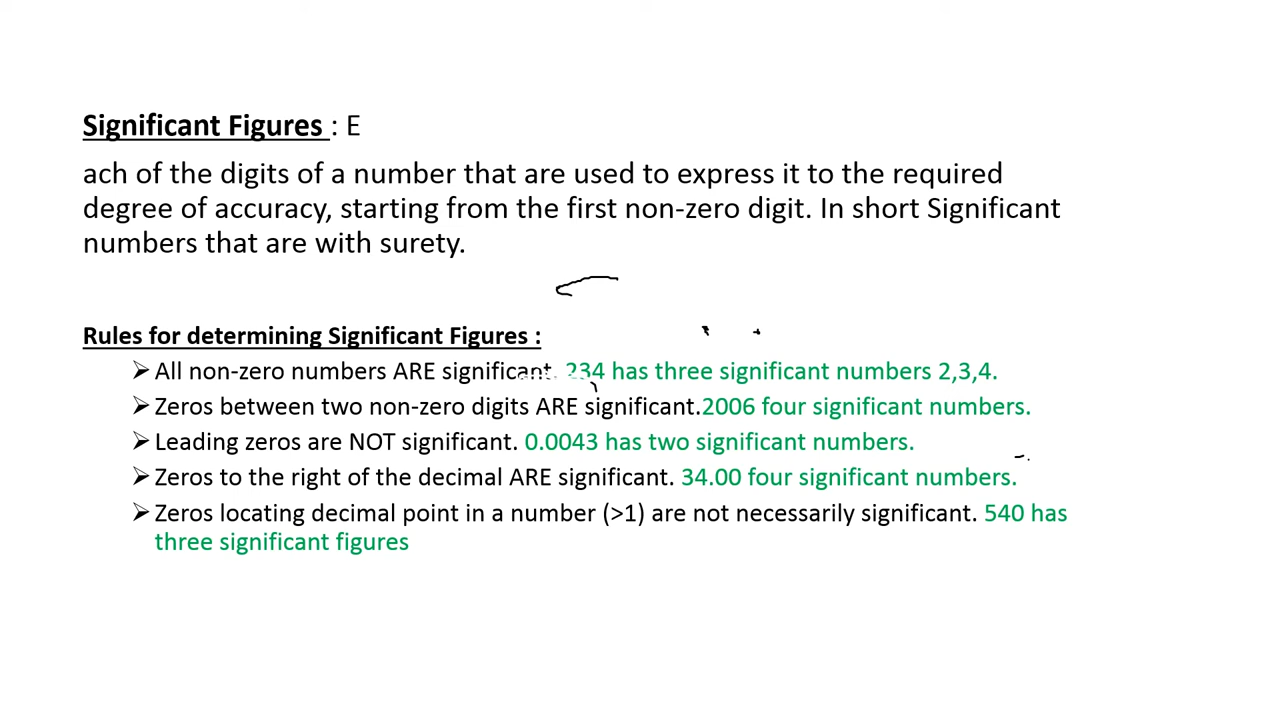 Significant Figures : E
ach of the digits of a number that are used to express it to the required
degree of accuracy, starting from the first non-zero digit. In short Significant
numbers that are with surety.
Rules for determining Significant Figures :
➢All non-zero numbers ARE significant. 234 has three significant numbers 2,3,4.
➢Zeros between two non-zero digits ARE significant.2006 four significant numbers.
➢Leading zeros are NOT significant. 0.0043 has two significant numbers.
➢Zeros to the right of the decimal ARE significant. 34.00 four significant numbers.
➢Zeros locating decimal point in a number (>1) are not necessarily significant. 540 has
three significant figures